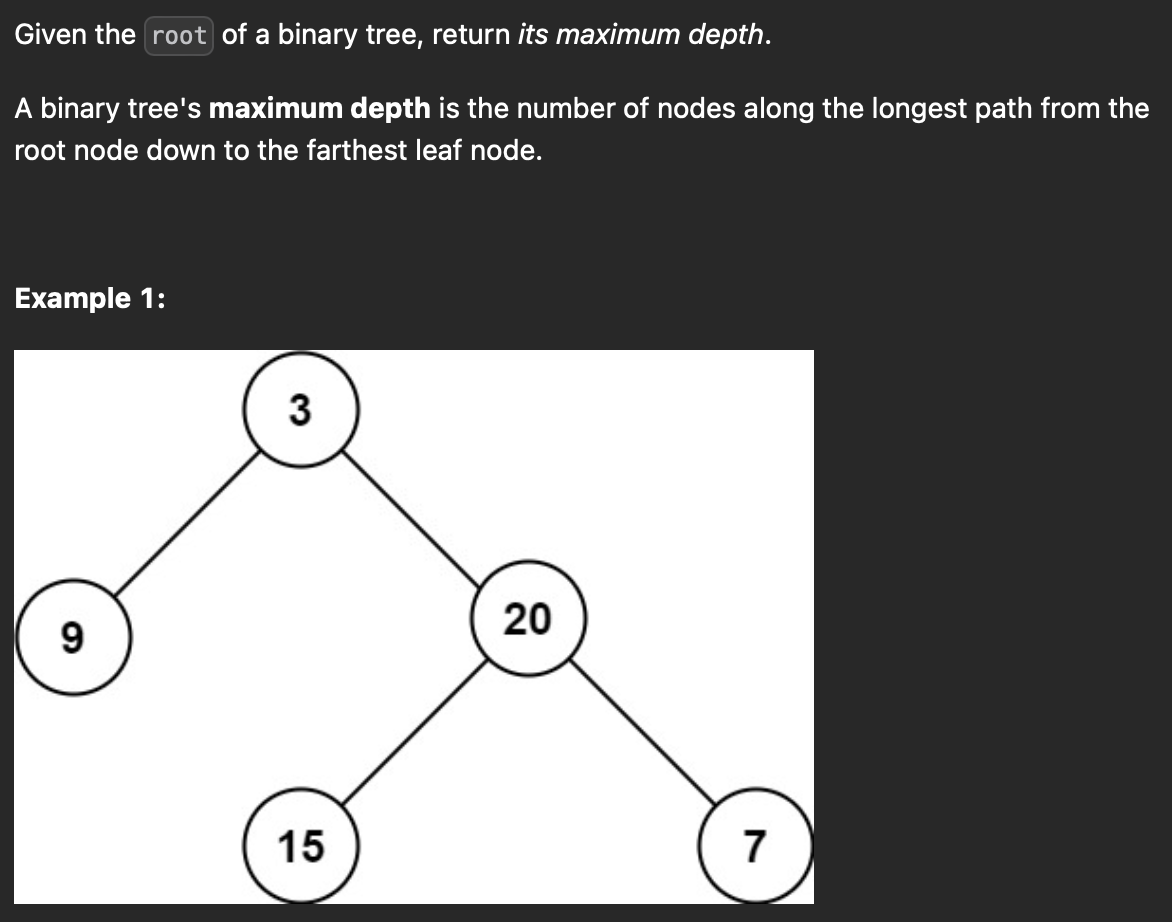 Given the root of a binary tree, return its maximum depth.
A binary tree's maximum depth is the number of nodes along the longest path from the
root node down to the farthest leaf node.
Example 1:
3
9
20
15
7